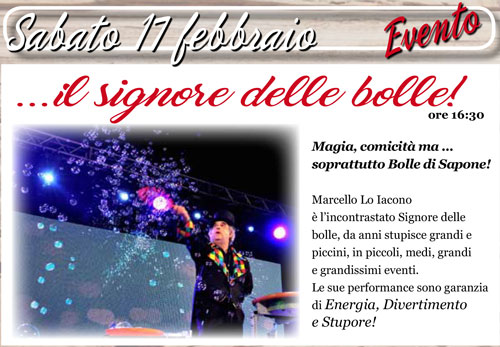 Sabato 17 febbraio
Evento
...il signore delle bolle!
ore 16:30
Magia, comicità ma ...
soprattutto Bolle di Sapone!
Marcello Lo Iacono
è l'incontrastato Signore delle
bolle, da anni stupisce grandi e
piccini, in piccoli, medi, grandi
e grandissimi eventi.
Le sue performance sono garanzia
di Energia, Divertimento
e Stupore!